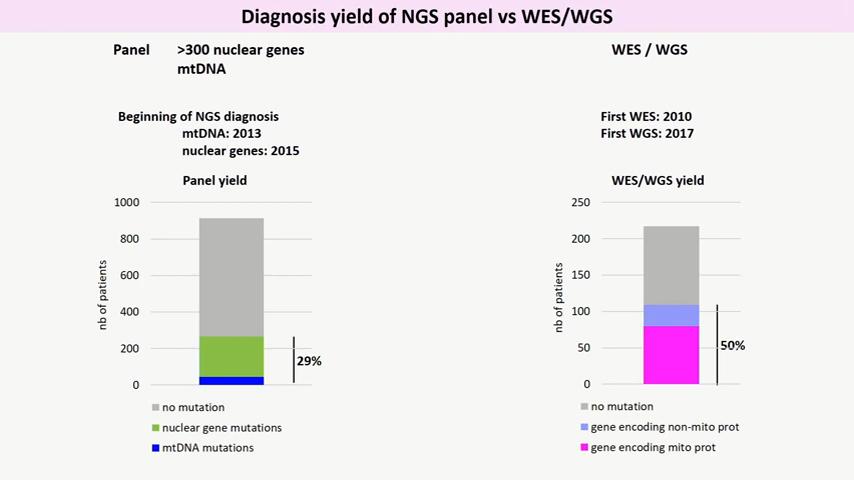 Diagnosis yield of NGS panel vs WES/WGS
Panel >300 nuclear genes
mtDNA
Beginning of NGS diagnosis
mtDNA: 2013
nuclear genes: 2015
Panel yield
1000
800
600
400
200
0
nb of patients
29%
no mutation
nuclear gene mutations
mtDNA mutations
WES / WGS
First WES: 2010
First WGS: 2017
WES/WGS yield
250
200
150
100
50
0
nb of patients
50%
no mutation
gene encoding non-mito prot
gene encoding mito prot